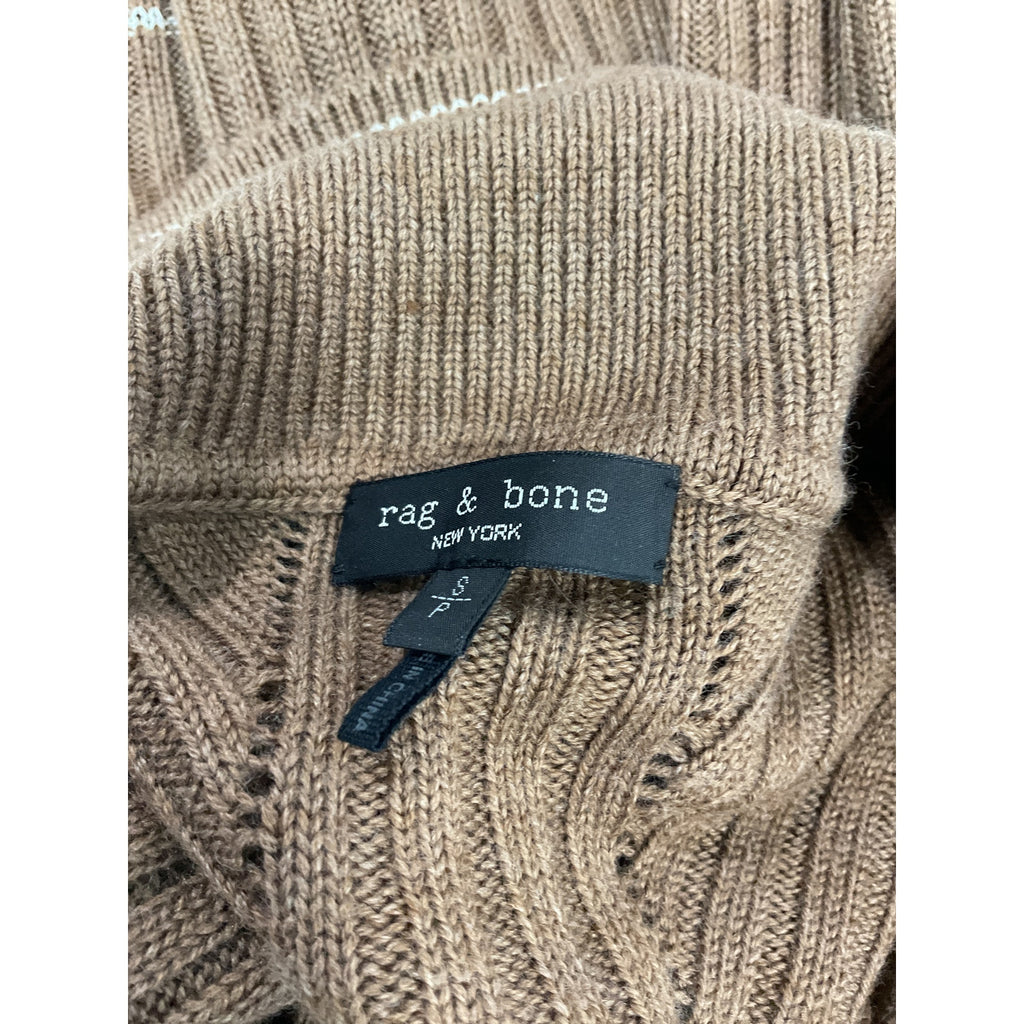 rag & bone
NEW YORK
S
P
IN CHINA